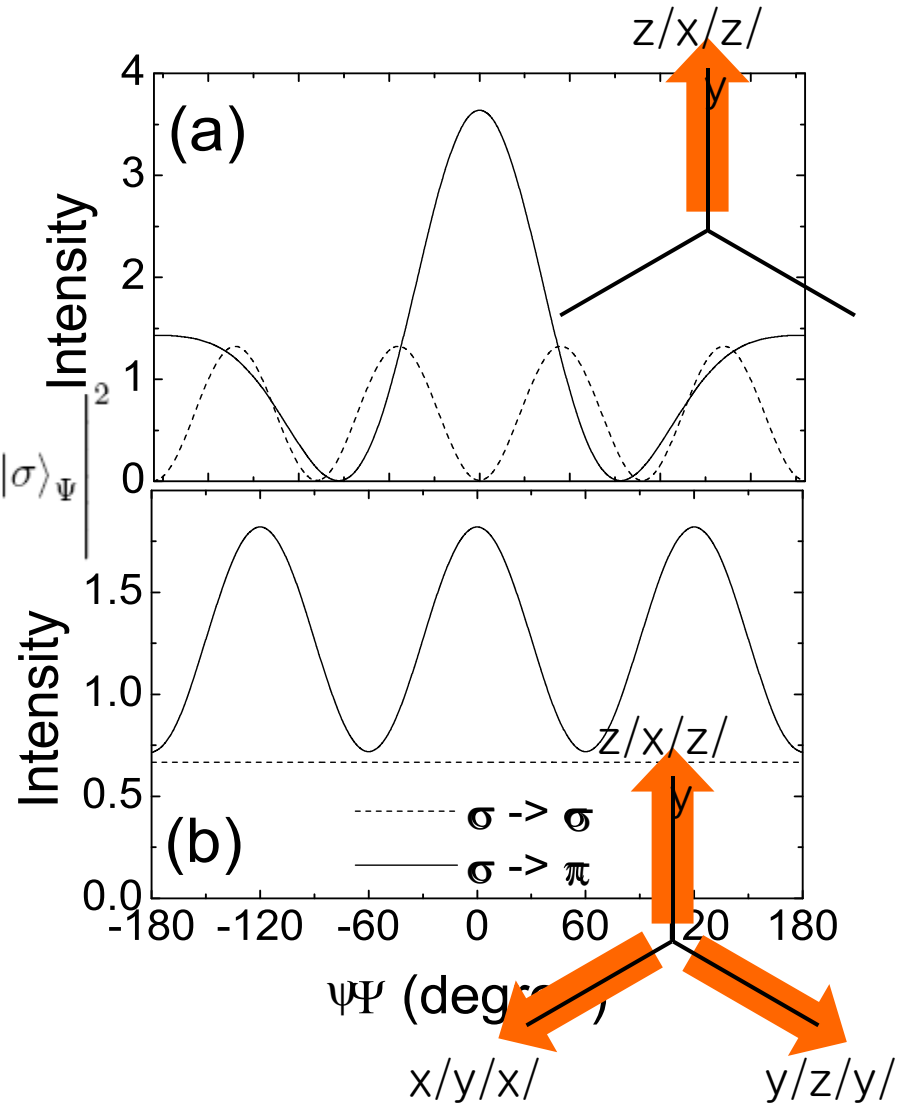 z/x/z/
y
4
(a)
3
Intensity
2
1
0
|σ⟩Ψ|²
1.5
Intensity
1.0
z/x/z/
y
0.5
σ -> σ
(b)
σ -> π
0.0
-180 -120 -60 0 60 20 180
ψΨ (degr )
x/y/x/ y/z/y/